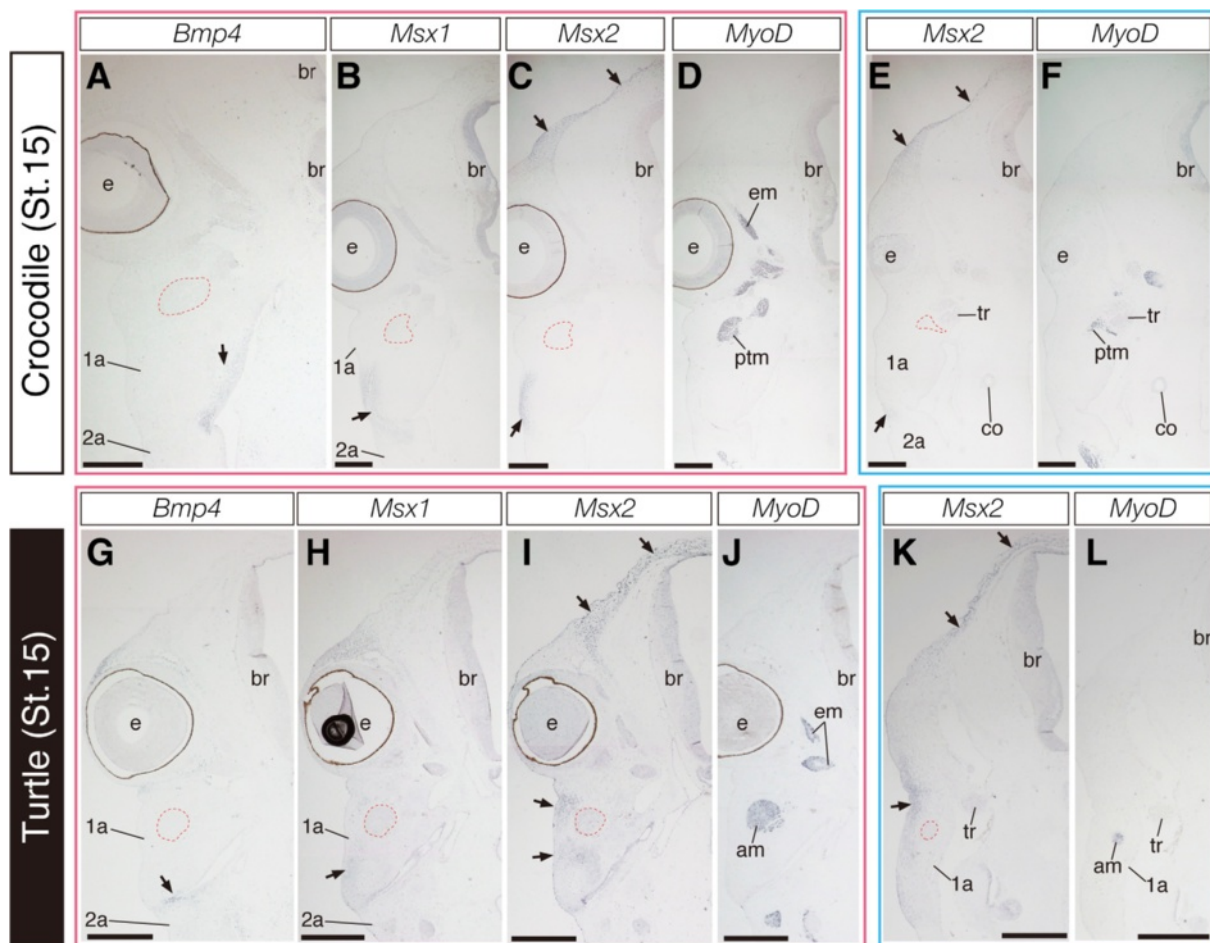 Bmp4 Msx1 Msx2 MyoD Msx2 MyoD
Crocodile (St.15)
A B C D E F
br
br br br br
em
e e e e e
tr tr
ptm ptm
1a 1a 1a
co co
2a 2a 2a
Bmp4 Msx1 Msx2 MyoD Msx2 MyoD
Turtle (St.15)
G H I J K L
br br br br br br
e e e e
em
1a 1a
am
tr tr
am
1a 1a
2a 2a